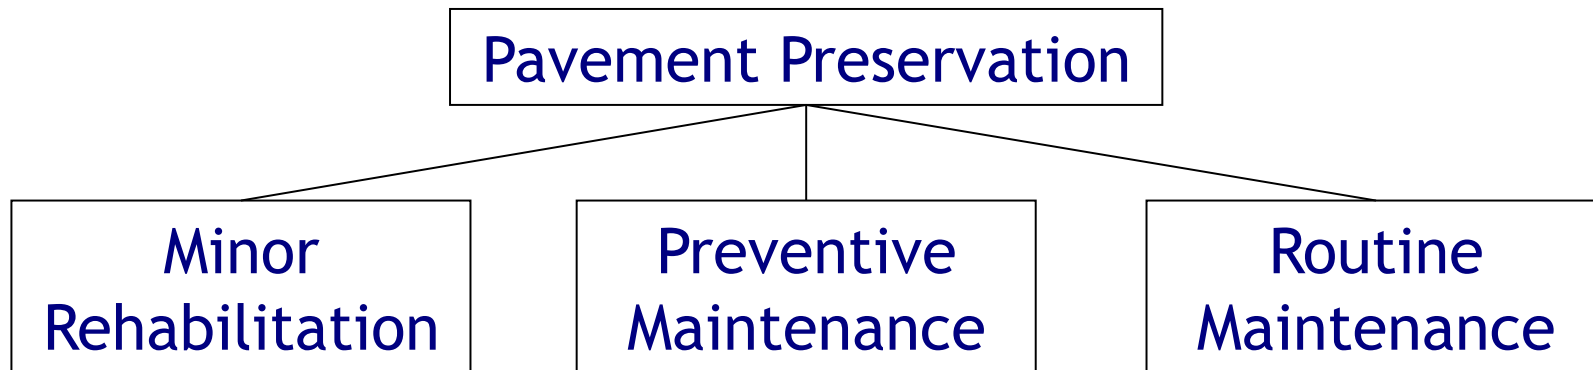 Pavement Preservation
Minor
Rehabilitation
Preventive
Maintenance
Routine
Maintenance